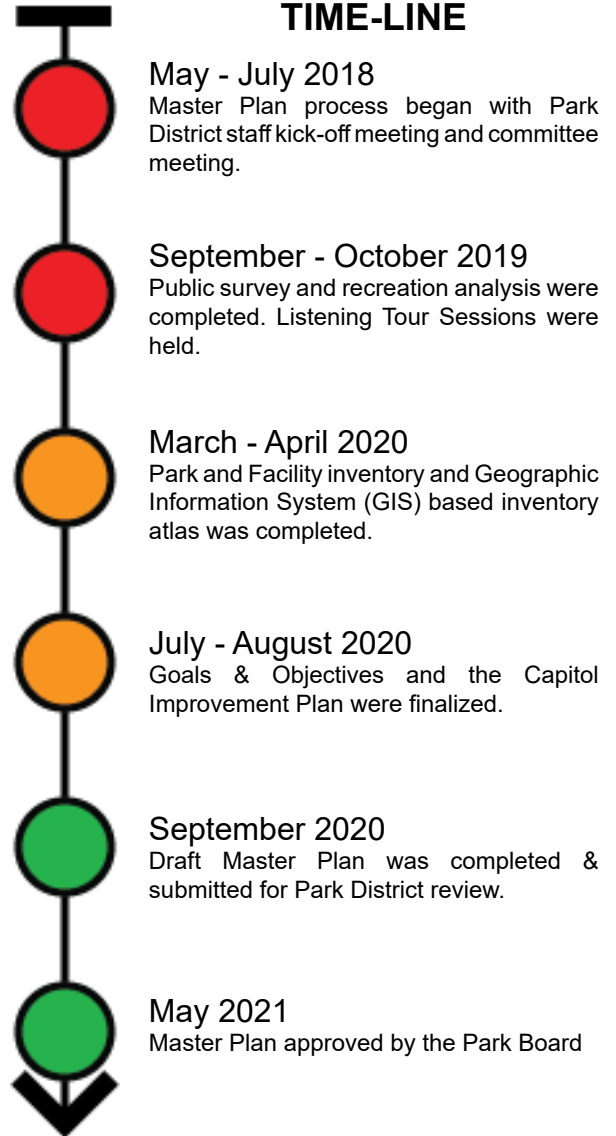 TIME-LINE
May - July 2018
Master Plan process began with Park
District staff kick-off meeting and committee
meeting.
September - October 2019
Public survey and recreation analysis were
completed. Listening Tour Sessions were
held.
March - April 2020
Park and Facility inventory and Geographic
Information System (GIS) based inventory
atlas was completed.
July - August 2020
Goals & Objectives and the Capitol
Improvement Plan were finalized.
September 2020
Draft Master Plan was completed &
submitted for Park District review.
May 2021
Master Plan approved by the Park Board